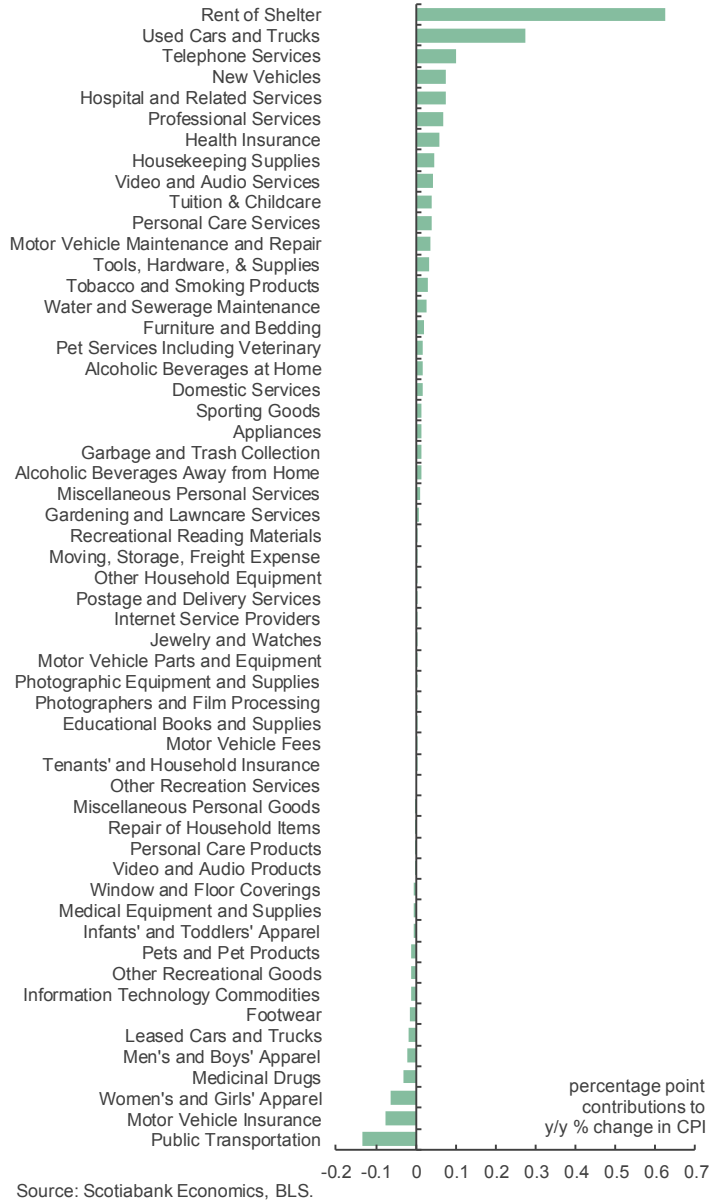 Rent of Shelter
Used Cars and Trucks
Telephone Services
New Vehicles
Hospital and Related Services
Professional Services
Health Insurance
Housekeeping Supplies
Video and Audio Services
Tuition & Childcare
Personal Care Services
Motor Vehicle Maintenance and Repair
Tools, Hardware, & Supplies
Tobacco and Smoking Products
Water and Sewerage Maintenance
Furniture and Bedding
Pet Services Including Veterinary
Alcoholic Beverages at Home
Domestic Services
Sporting Goods
Appliances
Garbage and Trash Collection
Alcoholic Beverages Away from Home
Miscellaneous Personal Services
Gardening and Lawncare Services
Recreational Reading Materials
Moving, Storage, Freight Expense
Other Household Equipment
Postage and Delivery Services
Internet Service Providers
Jewelry and Watches
Motor Vehicle Parts and Equipment
Photographic Equipment and Supplies
Photographers and Film Processing
Educational Books and Supplies
Motor Vehicle Fees
Tenants' and Household Insurance
Other Recreation Services
Miscellaneous Personal Goods
Repair of Household Items
Personal Care Products
Video and Audio Products
Window and Floor Coverings
Medical Equipment and Supplies
Infants' and Toddlers' Apparel
Pets and Pet Products
Other Recreational Goods
Information Technology Commodities
Footwear
Leased Cars and Trucks
Men's and Boys' Apparel
Medicinal Drugs
Women's and Girls' Apparel
Motor Vehicle Insurance
Public Transportation
percentage point
contributions to
y/y % change in CPI
-0.2 -0.1 0 0.1 0.2 0.3 0.4 0.5 0.6 0.7
Source: Scotiabank Economics, BLS.